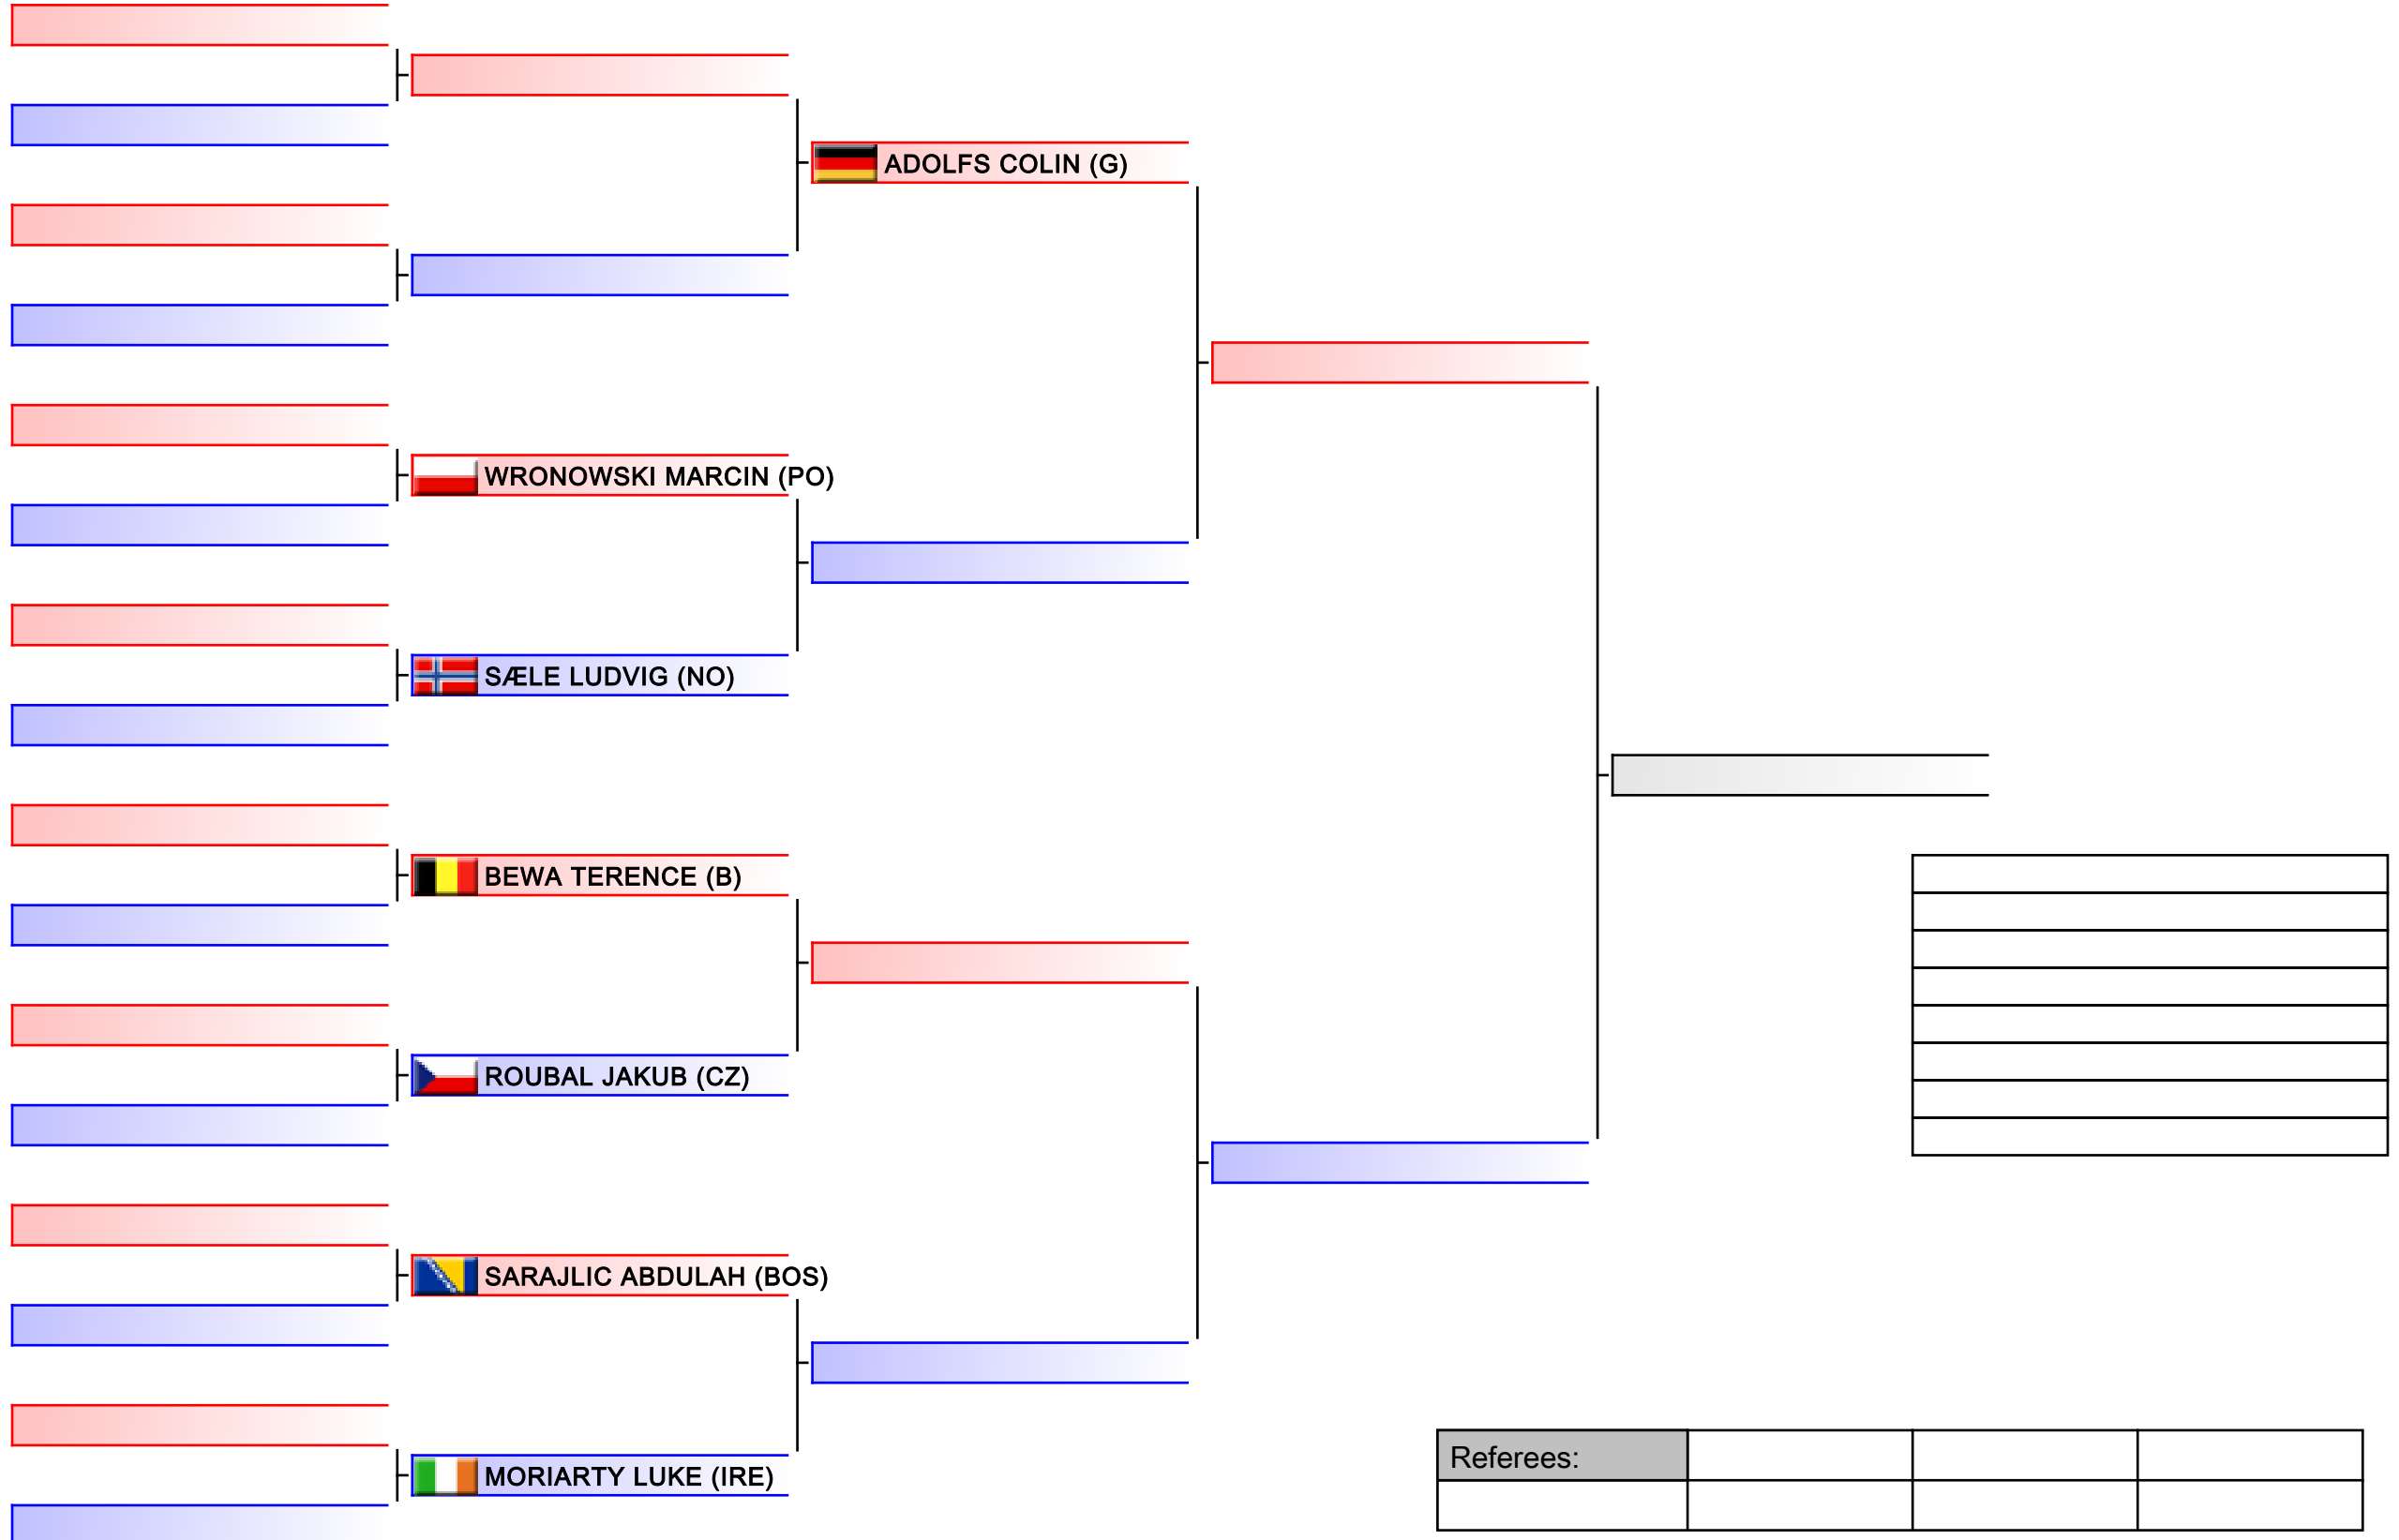 ADOLFS COLIN (G)
WRONOWSKI MARCIN (PO)
SÆLE LUDVIG (NO)
BEWA TERENCE (B)
ROUBAL JAKUB (CZ)
SARAJLIC ABDULAH (BOS)
MORIARTY LUKE (IRE)
Referees: